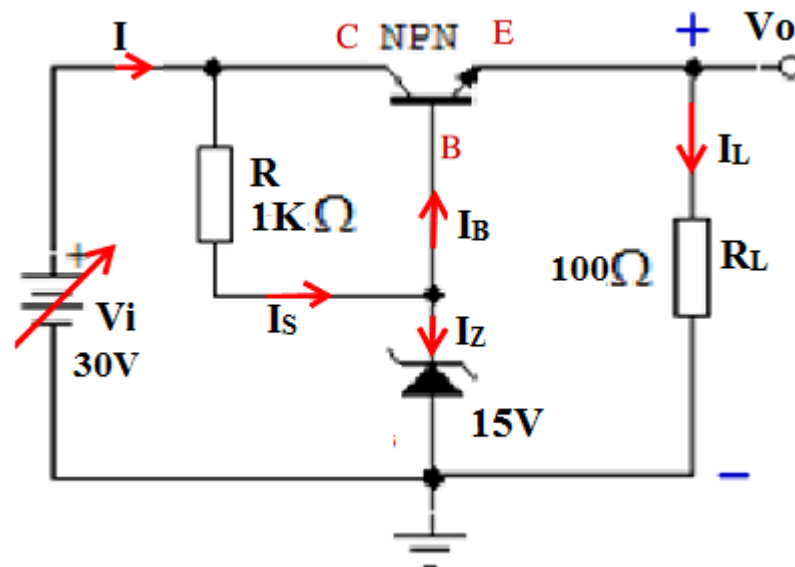 I
C NPN E
+ Vo
B
IL
R
1KΩ
IB
RL
100Ω
+
Vi
30V
IS
IZ
15V
−